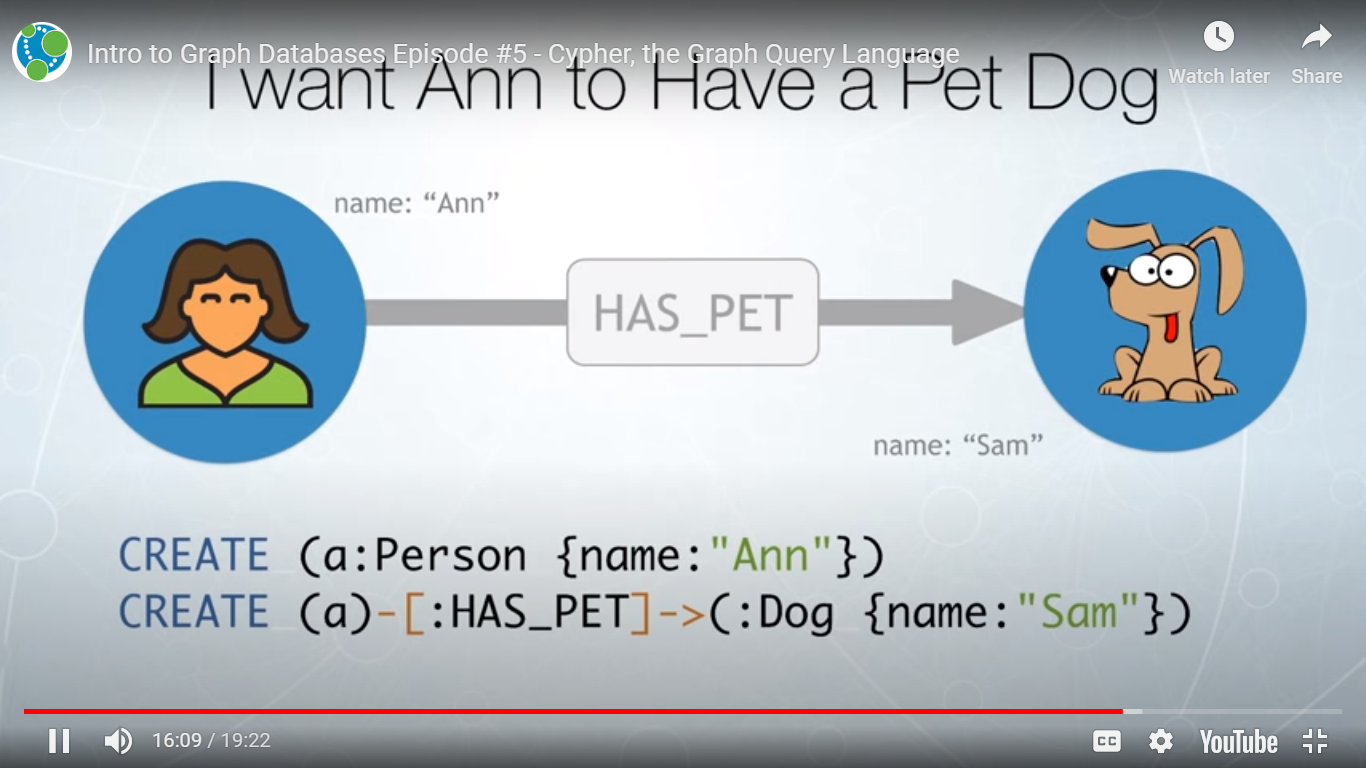 Intro to Graph Databases Episode #5 - Cypher, the Graph Query Language
Watch later
Share
I want Ann to Have a Pet Dog
name: “Ann”
HAS_PET
name: “Sam”
CREATE (a:Person {name:"Ann"})
CREATE (a)-[:HAS_PET]->(:Dog {name:"Sam"})
16:09 / 19:22
CC
YouTube